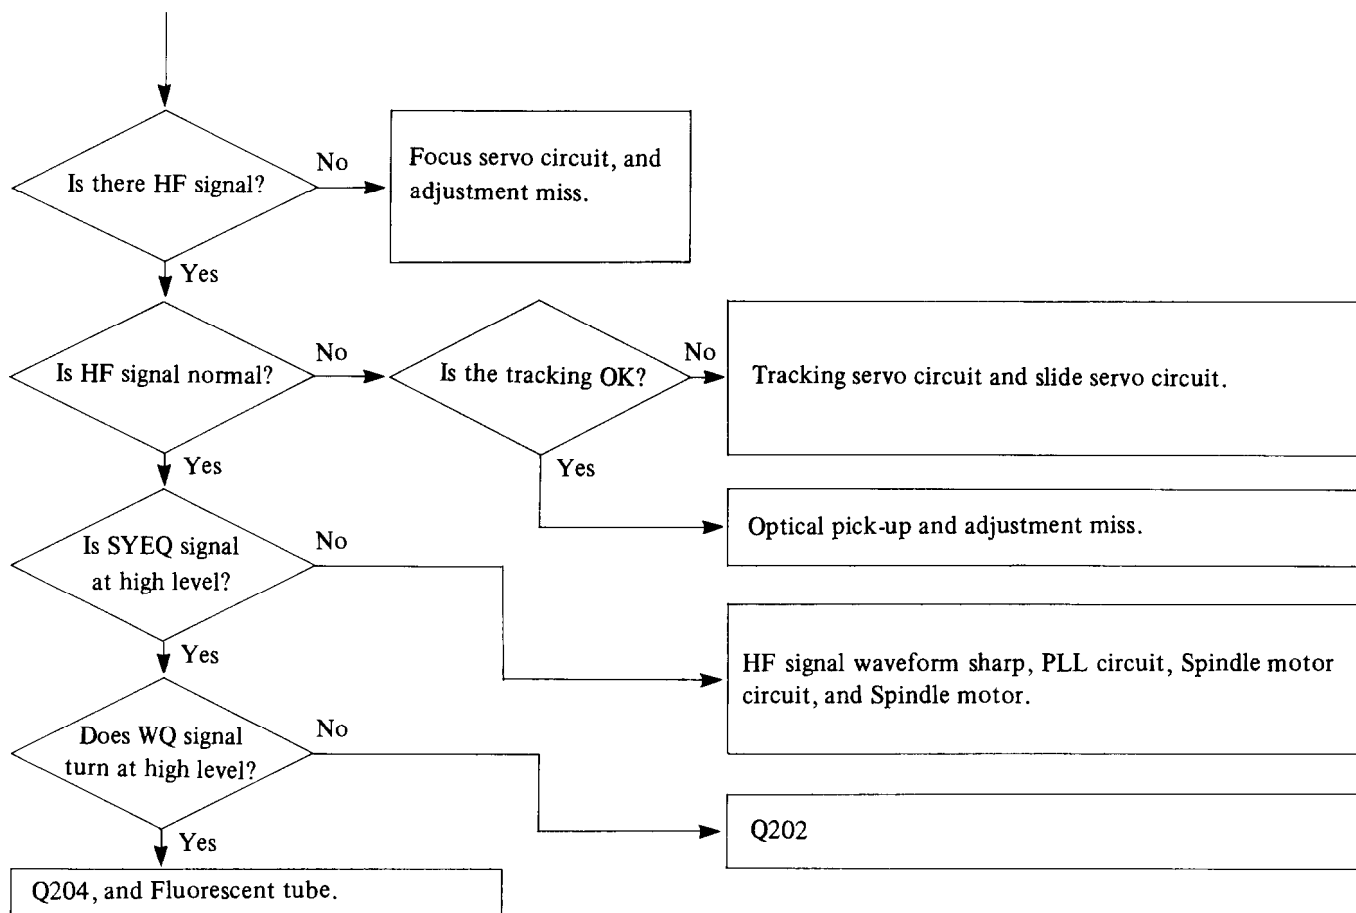 Is there HF signal?
No
Focus servo circuit, and
adjustment miss.
Yes
Is HF signal normal?
No
Is the tracking OK?
No
Tracking servo circuit and slide servo circuit.
Yes
Yes
Optical pick-up and adjustment miss.
Is SYEQ signal
at high level?
No
HF signal waveform sharp, PLL circuit, Spindle motor
circuit, and Spindle motor.
Yes
Does WQ signal
turn at high level?
No
Q202
Yes
Q204, and Fluorescent tube.